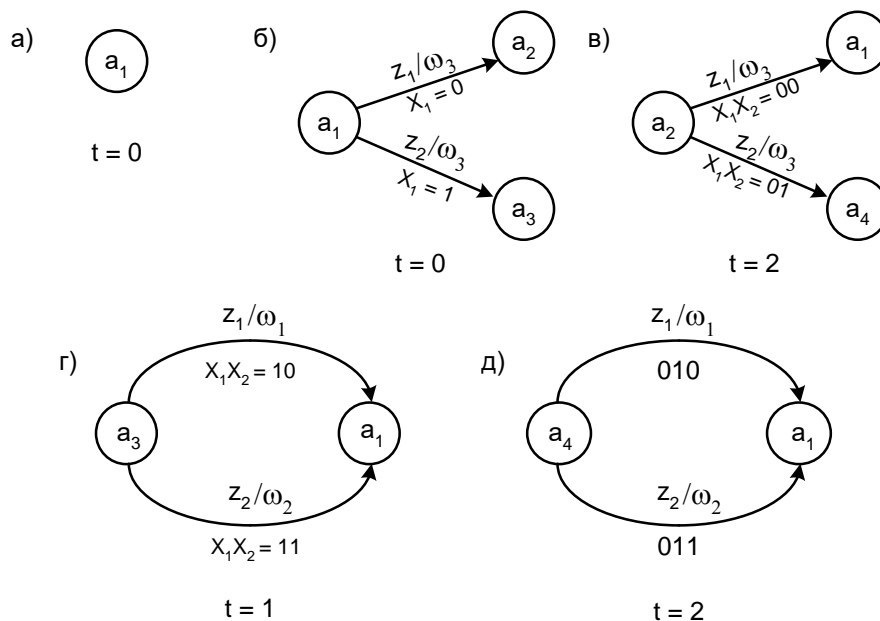 а)
a₁
t = 0
б)
a₁
z₁/ω₃
X₁ = 0
a₂
z₂/ω₃
X₁ = 1
a₃
t = 0
в)
a₂
z₁/ω₃
X₁X₂ = 00
a₁
z₂/ω₃
X₁X₂ = 01
a₄
t = 2
г)
z₁/ω₁
X₁X₂ = 10
a₃
a₁
z₂/ω₂
X₁X₂ = 11
t = 1
д)
z₁/ω₁
010
a₄
a₁
z₂/ω₂
011
t = 2